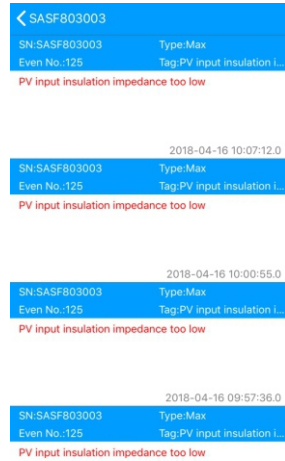 SASF803003
SN:SASF803003 Type:Max
Even No.:125 Tag:PV input insulation i...
PV input insulation impedance too low
2018-04-16 10:07:12.0
SN:SASF803003 Type:Max
Even No.:125 Tag:PV input insulation i...
PV input insulation impedance too low
2018-04-16 10:00:55.0
SN:SASF803003 Type:Max
Even No.:125 Tag:PV input insulation i...
PV input insulation impedance too low
2018-04-16 09:57:36.0
SN:SASF803003 Type:Max
Even No.:125 Tag:PV input insulation i...
PV input insulation impedance too low